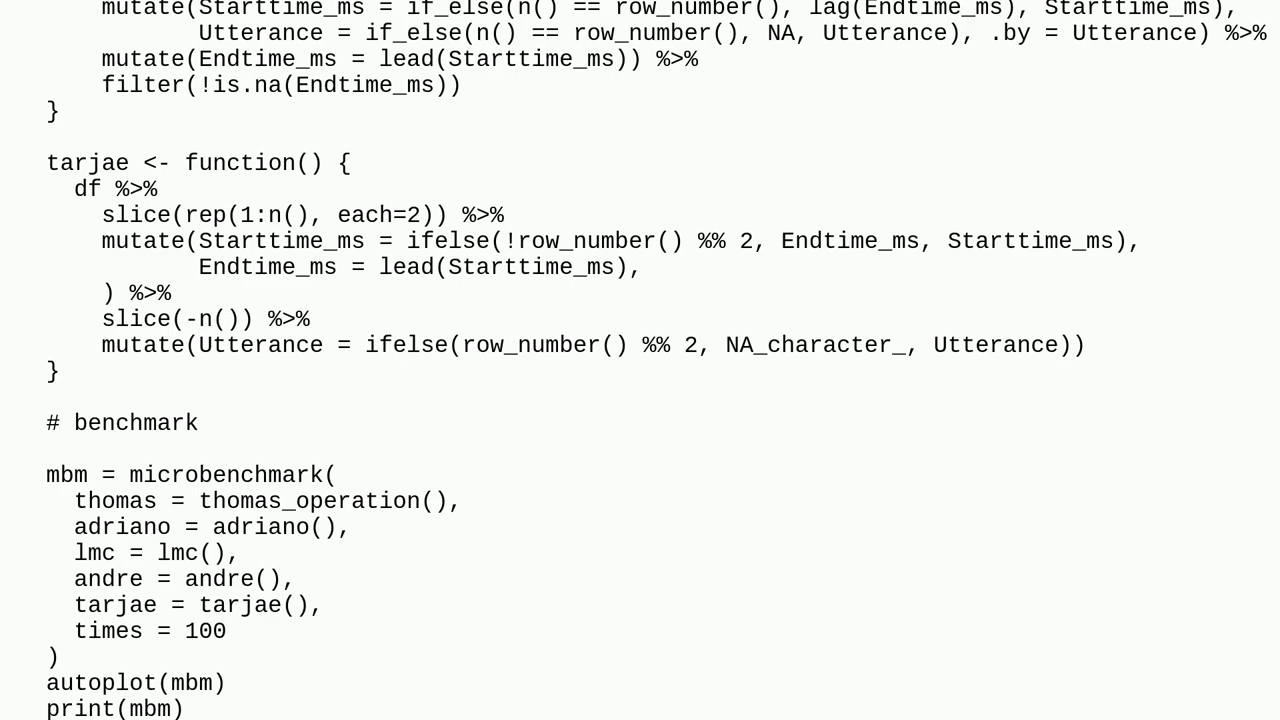 mutate(Starttime_ms = if_else(n() == row_number(), lag(Endtime_ms), Starttime_ms),
Utterance = if_else(n() == row_number(), NA, Utterance), .by = Utterance) %>%
mutate(Endtime_ms = lead(Starttime_ms)) %>%
filter(!is.na(Endtime_ms))
}
tarjae <- function() {
df %>%
slice(rep(1:n(), each=2)) %>%
mutate(Starttime_ms = ifelse(!row_number() %% 2, Endtime_ms, Starttime_ms),
Endtime_ms = lead(Starttime_ms),
) %>%
slice(-n()) %>%
mutate(Utterance = ifelse(row_number() %% 2, NA_character_, Utterance))
}
# benchmark
mbm = microbenchmark(
thomas = thomas_operation(),
adriano = adriano(),
lmc = lmc(),
andre = andre(),
tarjae = tarjae(),
times = 100
)
autoplot(mbm)
print(mbm)